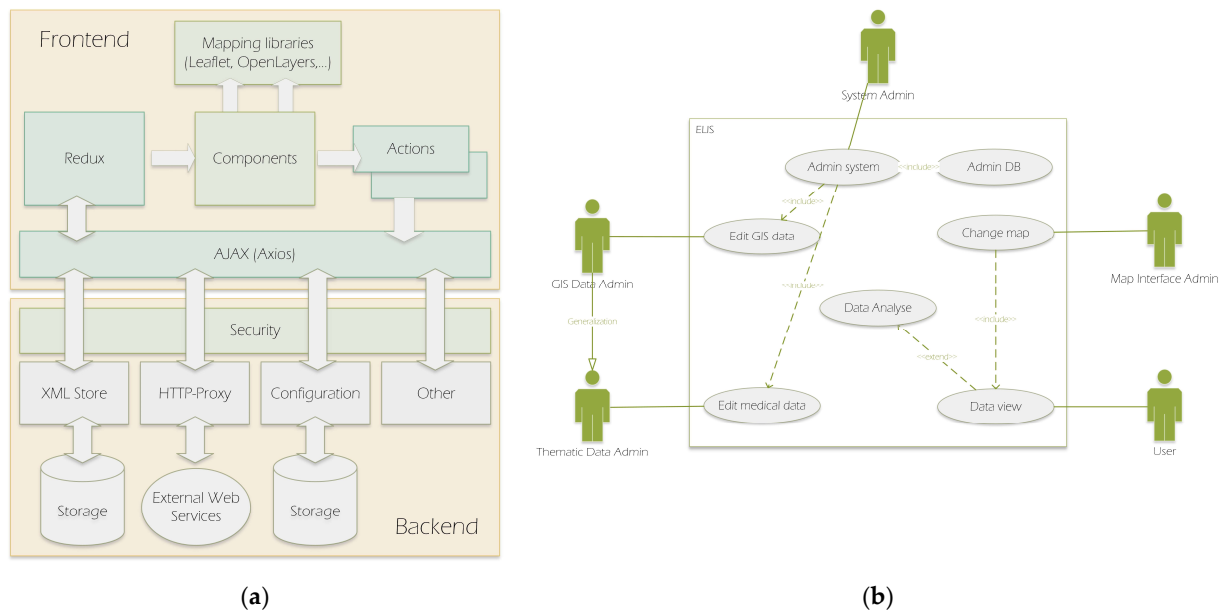 Frontend
Mapping libraries
(Leaflet, OpenLayers,...)
Redux
Components
Actions
AJAX (Axios)
Security
XML Store
HTTP-Proxy
Configuration
Other
Storage
External Web
Services
Storage
Backend
(a)
System Admin
EUIS
Admin system
<<include>>
Admin DB
<<include>>
Edit GIS data
Change map
GIS Data Admin
Map Interface Admin
<<include>>
Data Analyse
Generalization
<<include>>
<<extend>>
Edit medical data
Data view
Thematic Data Admin
User
(b)